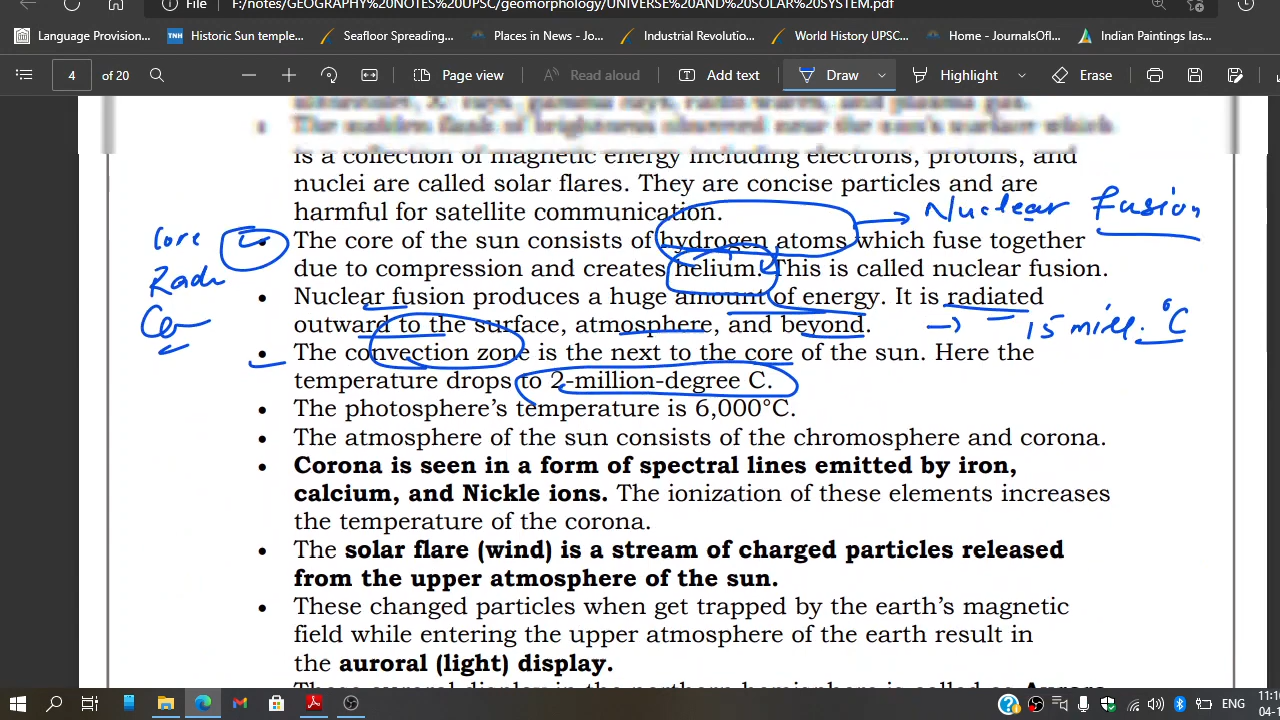 File F:/notes/GEOGRAPHY%20NOTES%20UPSC/geomorphology/UNIVERSE%20AND%20SOLAR%20SYSTEM.pdf
Language Provision... Historic Sun temple... Seafloor Spreading... Places in News - Jo... Industrial Revolutio... World History UPSC... Home - JournalsOfI... Indian Paintings las...
4 of 20 Page view Read aloud Add text Draw Highlight Erase
The sudden flash of brightness observed near the sun's surface which
is a collection of magnetic energy including electrons, protons, and
nuclei are called solar flares. They are concise particles and are
harmful for satellite communication.
Nuclear fusion
Core
The core of the sun consists of hydrogen atoms which fuse together
due to compression and creates helium. This is called nuclear fusion.
Nuclear fusion produces a huge amount of energy. It is radiated
outward to the surface, atmosphere, and beyond.
15 mill. °C
The convection zone is the next to the core of the sun. Here the
temperature drops to 2-million-degree C.
The photosphere's temperature is 6,000°C.
The atmosphere of the sun consists of the chromosphere and corona.
Corona is seen in a form of spectral lines emitted by iron,
calcium, and Nickle ions. The ionization of these elements increases
the temperature of the corona.
The solar flare (wind) is a stream of charged particles released
from the upper atmosphere of the sun.
These changed particles when get trapped by the earth's magnetic
field while entering the upper atmosphere of the earth result in
the auroral (light) display.
ENG